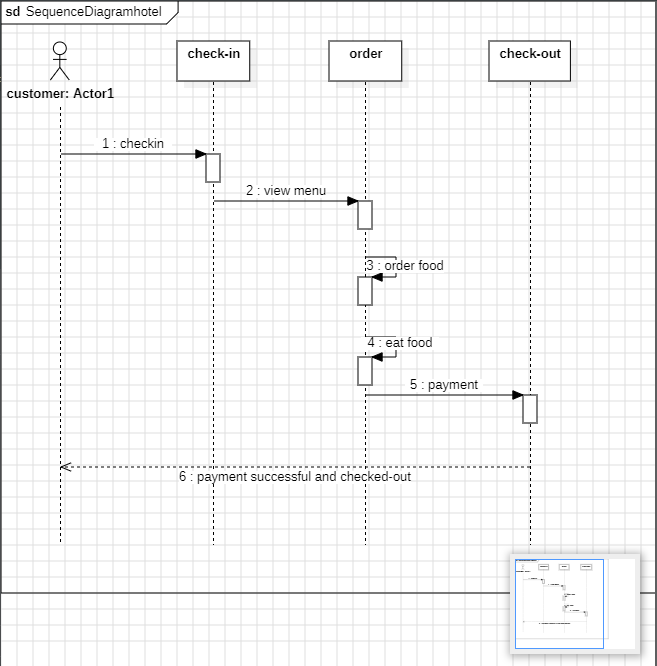 sd SequenceDiagramhotel
check-in
order
check-out
customer: Actor1
1 : checkin
2 : view menu
3 : order food
4 : eat food
5 : payment
6 : payment successful and checked-out